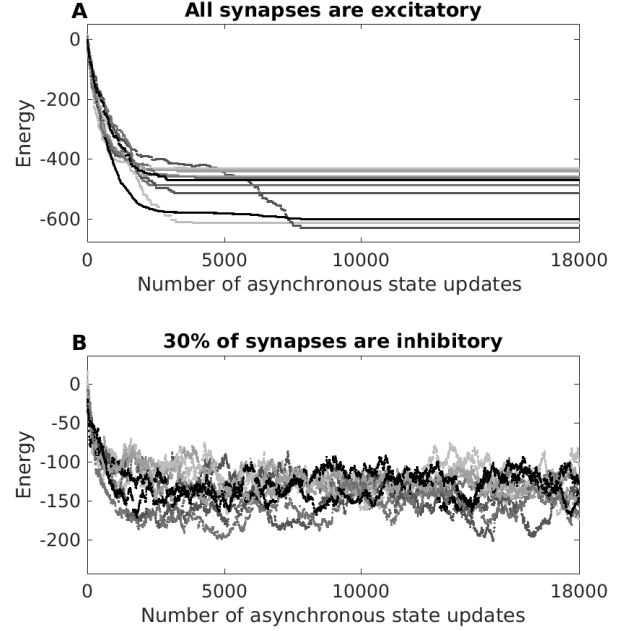 A All synapses are excitatory
0
-200
-400
-600
Energy
0 5000 10000 18000
Number of asynchronous state updates
B 30% of synapses are inhibitory
0
-50
-100
-150
-200
Energy
0 5000 10000 18000
Number of asynchronous state updates